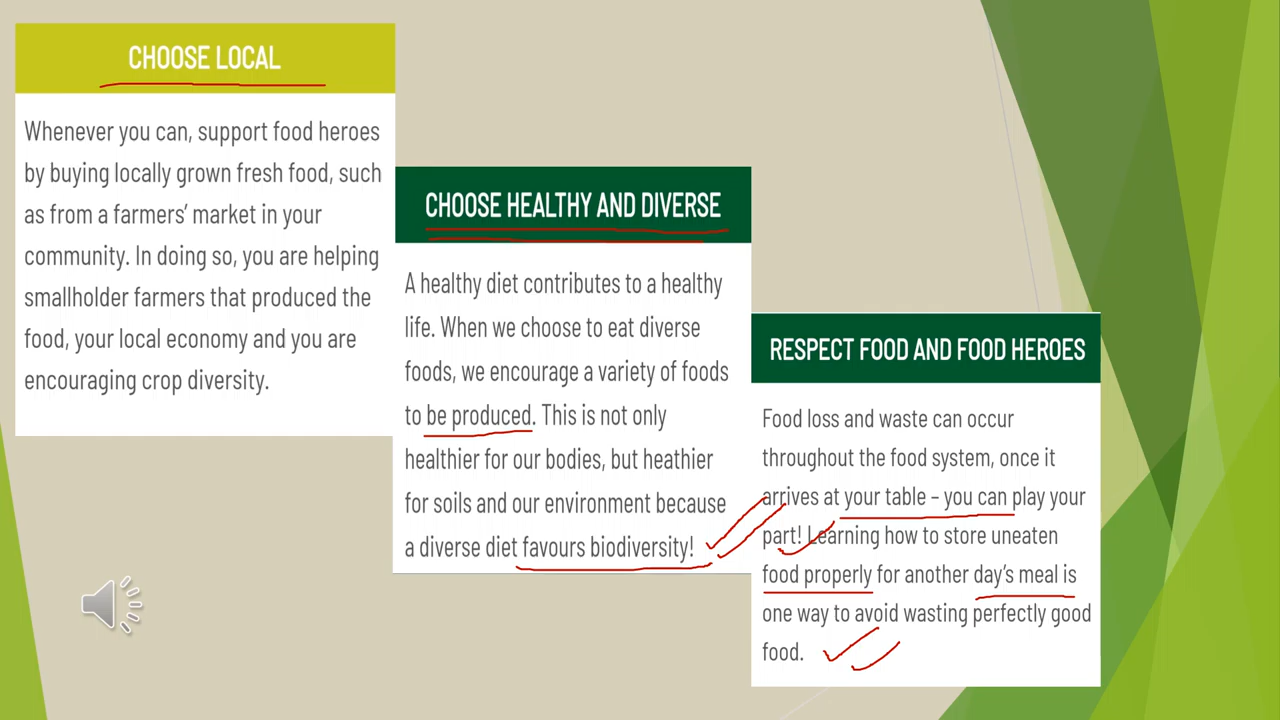 CHOOSE LOCAL
Whenever you can, support food heroes
by buying locally grown fresh food, such
as from a farmers' market in your
community. In doing so, you are helping
smallholder farmers that produced the
food, your local economy and you are
encouraging crop diversity.
CHOOSE HEALTHY AND DIVERSE
A healthy diet contributes to a healthy
life. When we choose to eat diverse
foods, we encourage a variety of foods
to be produced. This is not only
healthier for our bodies, but heathier
for soils and our environment because
a diverse diet favours biodiversity!
RESPECT FOOD AND FOOD HEROES
Food loss and waste can occur
throughout the food system, once it
arrives at your table – you can play your
part! Learning how to store uneaten
food properly for another day's meal is
one way to avoid wasting perfectly good
food.